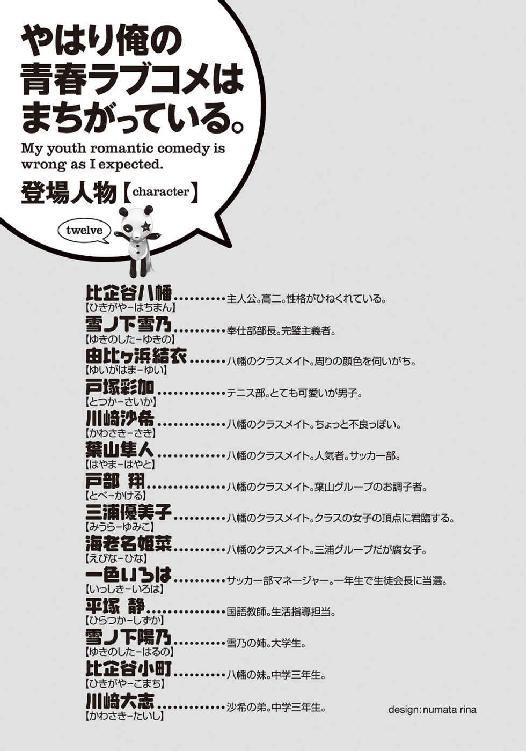 やはり俺の
青春ラブコメは
まちがっている。
My youth romantic comedy is
wrong as I expected.
登場人物【character】
twelve
比企谷八幡…………主人公。高二。性格がひねくれている。
【ひきがや−はちまん】
雪ノ下雪乃…………奉仕部部長。完璧主義者。
【ゆきのした−ゆきの】
由比ヶ浜結衣………八幡のクラスメイト。周りの顔色を伺いがち。
【ゆいがはま−ゆい】
戸塚彩加……………テニス部。とても可愛いが男子。
【とつか−さいか】
川﨑沙希……………八幡のクラスメイト。ちょっと不良っぽい。
【かわさき−さき】
葉山隼人……………八幡のクラスメイト。人気者。サッカー部。
【はやま−はやと】
戸部 翔……………八幡のクラスメイト。葉山グループのお調子者。
【とべ−かける】
三浦優美子…………八幡のクラスメイト。クラスの女子の頂点に君臨する。
【みうら−ゆみこ】
海老名姫菜…………八幡のクラスメイト。三浦グループだが腐女子。
【えびな−ひな】
一色いろは…………サッカー部マネージャー。一年生で生徒会長に当選。
【いっしき−いろは】
平塚 静……………国語教師。生活指導担当。
【ひらつか−しずか】
雪ノ下陽乃…………雪乃の姉。大学生。
【ゆきのした−はるの】
比企谷小町…………八幡の妹。中学三年生。
【ひきがや−こまち】
川﨑大志……………沙希の弟。中学三年生。
【かわさき−たいし】
design:numata rina